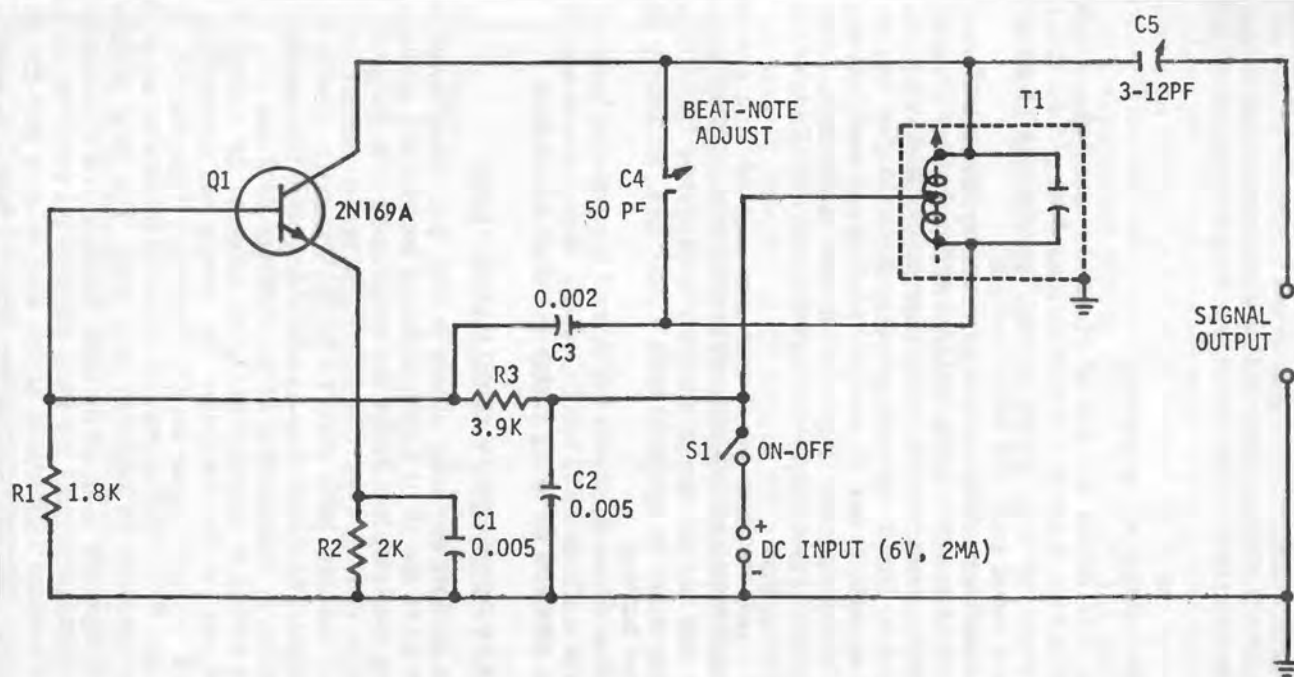 C5
3-12PF
T1
BEAT-NOTE
ADJUST
Q1
2N169A
C4
50 PF
0.002
C3
SIGNAL
OUTPUT
R3
3.9K
S1
ON-OFF
R1
1.8K
C2
0.005
C1
0.005
R2
2K
+
DC INPUT (6V, 2MA)
-